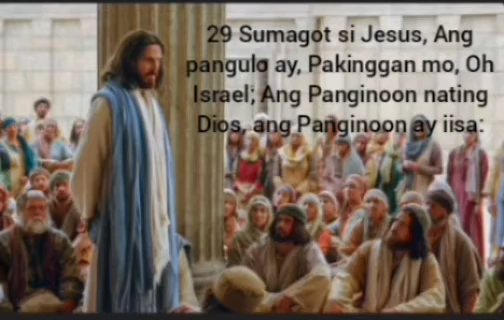 29 Sumagot si Jesus, Ang
pangulo ay, Pakinggan mo, Oh
Israel; Ang Panginoon nating
Dios, ang Panginoon ay iisa: